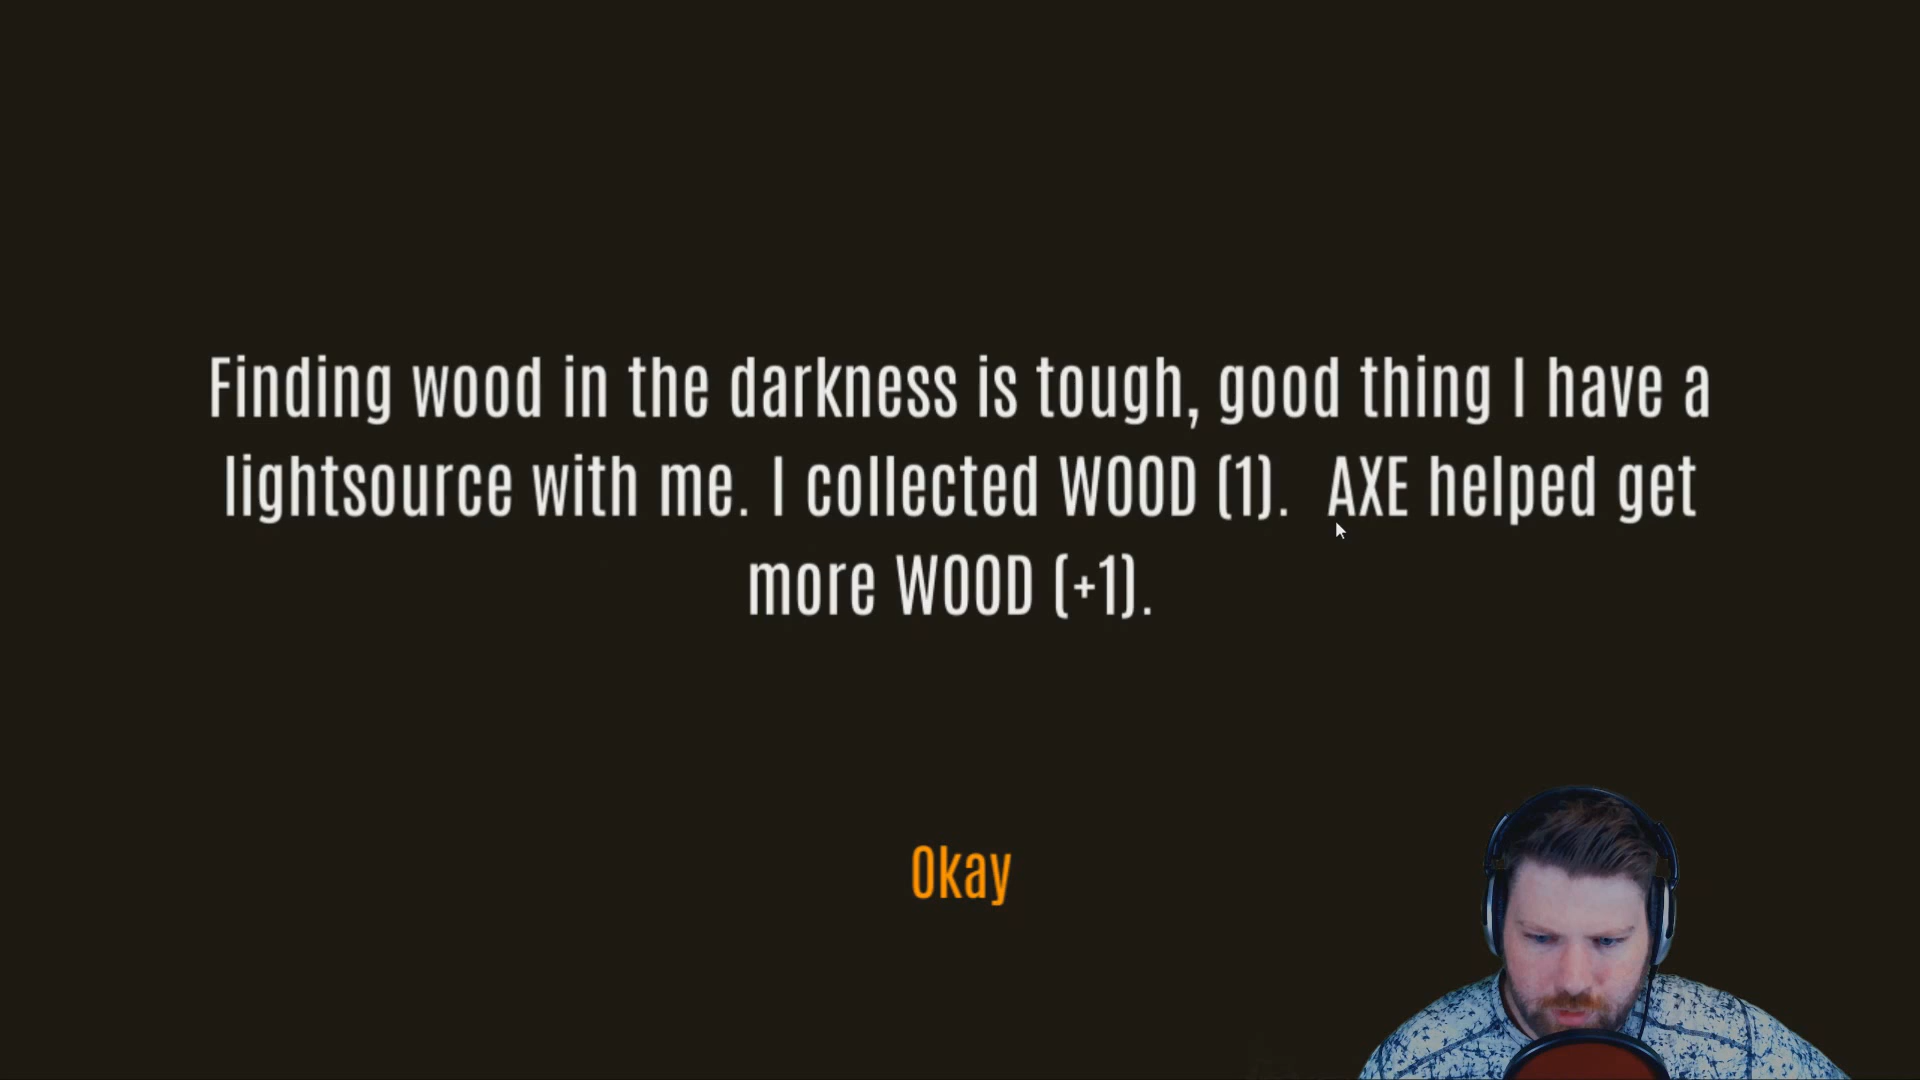 Finding wood in the darkness is tough, good thing I have a
lightsource with me. I collected WOOD (1).  AXE helped get
more WOOD (+1).
Okay